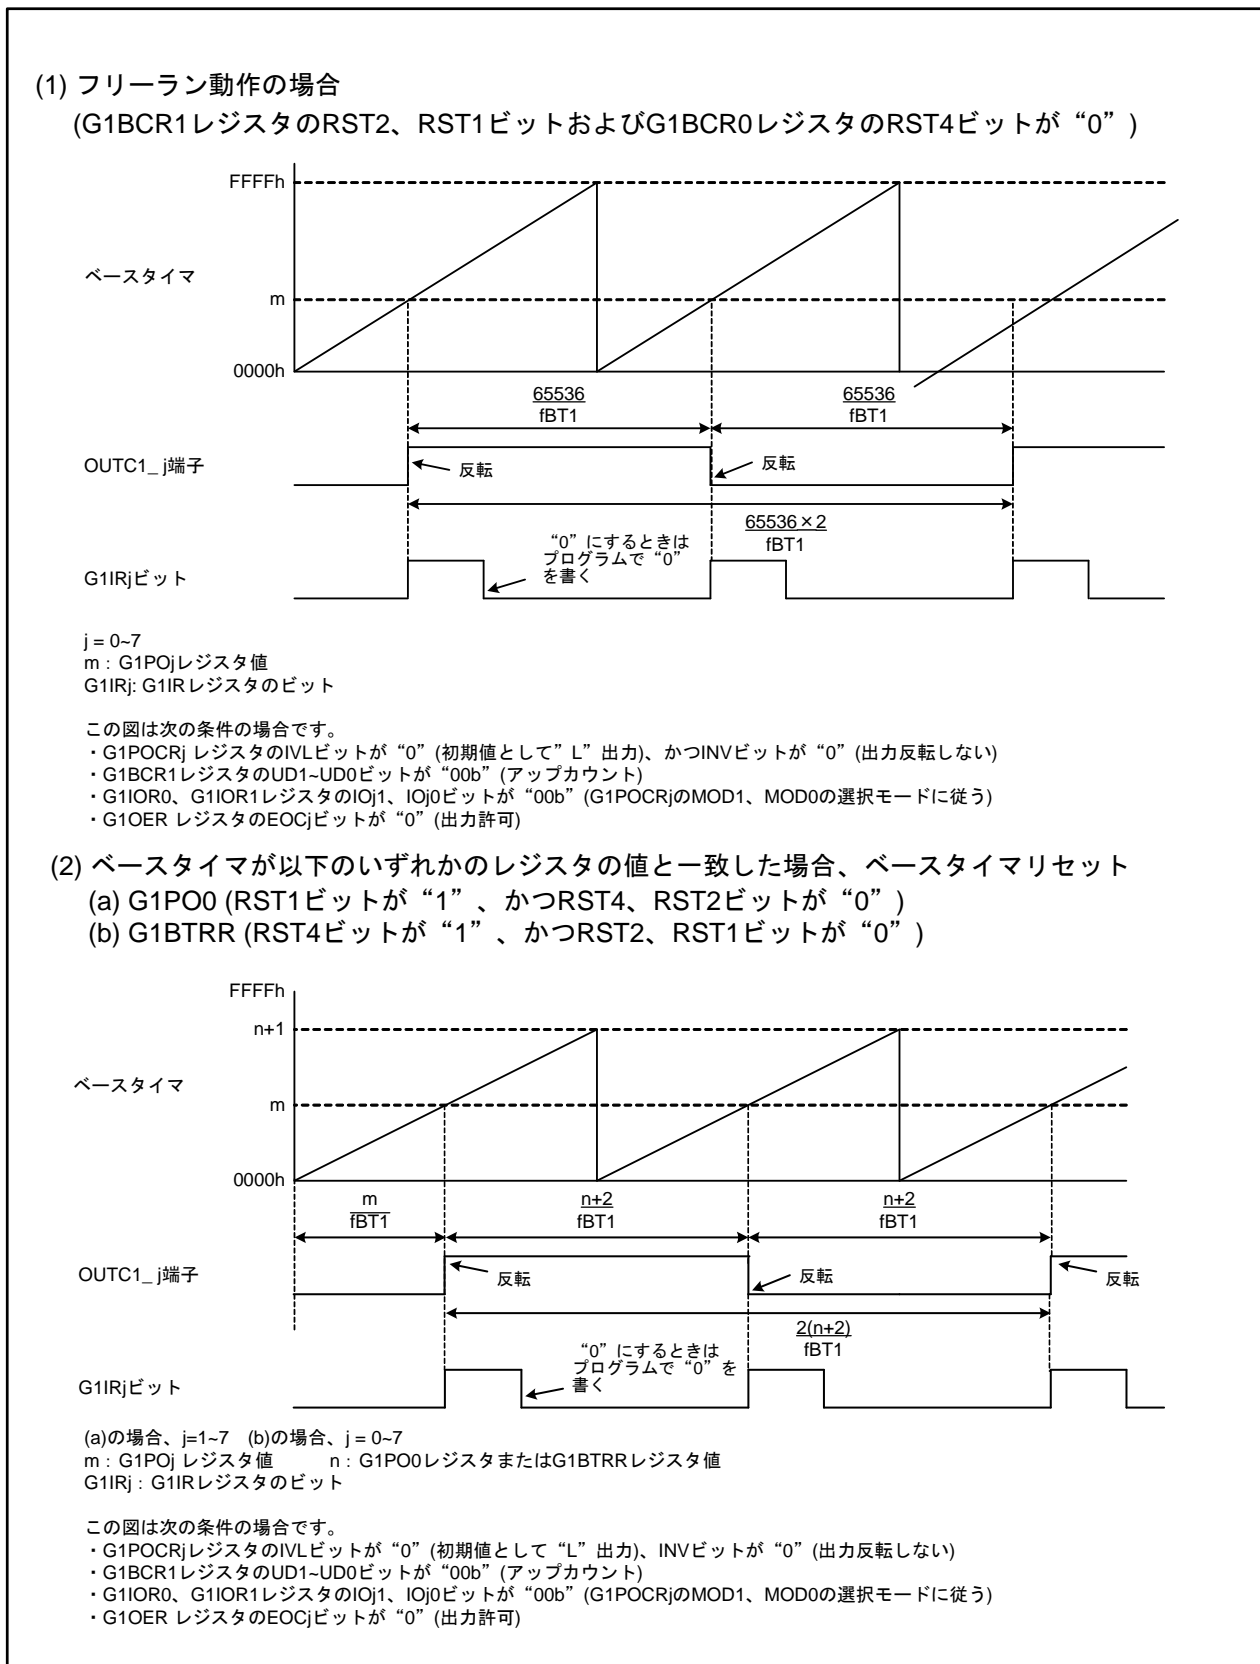 (1) フリーラン動作の場合
(G1BCR1レジスタのRST2、RST1ビットおよびG1BCR0レジスタのRST4ビットが“0”)
FFFFh
ベースタイマ
m
0000h
65536
fBT1
65536
fBT1
OUTC1_ j端子
反転
反転
65536×2
fBT1
“0”にするときは
プログラムで“0”
を書く
G1IRjビット
j = 0~7
m : G1POjレジスタ値
G1IRj: G1IRレジスタのビット
この図は次の条件の場合です。
・G1POCRj レジスタのIVLビットが“0”(初期値として”L”出力)、かつINVビットが“0”(出力反転しない)
・G1BCR1レジスタのUD1~UD0ビットが“00b”(アップカウント)
・G1IOR0、G1IOR1レジスタのIOj1、IOj0ビットが“00b”(G1POCRjのMOD1、MOD0の選択モードに従う)
・G1OER レジスタのEOCjビットが“0”(出力許可)
(2) ベースタイマが以下のいずれかのレジスタの値と一致した場合、ベースタイマリセット
(a) G1PO0 (RST1ビットが“1”、かつRST4、RST2ビットが“0”)
(b) G1BTRR (RST4ビットが“1”、かつRST2、RST1ビットが“0”)
FFFFh
n+1
ベースタイマ
m
0000h
m
fBT1
n+2
fBT1
n+2
fBT1
OUTC1_ j端子
反転
反転
反転
2(n+2)
fBT1
“0”にするときは
プログラムで“0”を
書く
G1IRjビット
(a)の場合、j=1~7 (b)の場合、j = 0~7
m : G1POj レジスタ値 n : G1PO0レジスタまたはG1BTRRレジスタ値
G1IRj : G1IRレジスタのビット
この図は次の条件の場合です。
・G1POCRjレジスタのIVLビットが“0”(初期値として“L”出力)、INVビットが“0”(出力反転しない)
・G1BCR1レジスタのUD1~UD0ビットが“00b”(アップカウント)
・G1IOR0、G1IOR1レジスタのIOj1、IOj0ビットが“00b”(G1POCRjのMOD1、MOD0の選択モードに従う)
・G1OER レジスタのEOCjビットが“0”(出力許可)